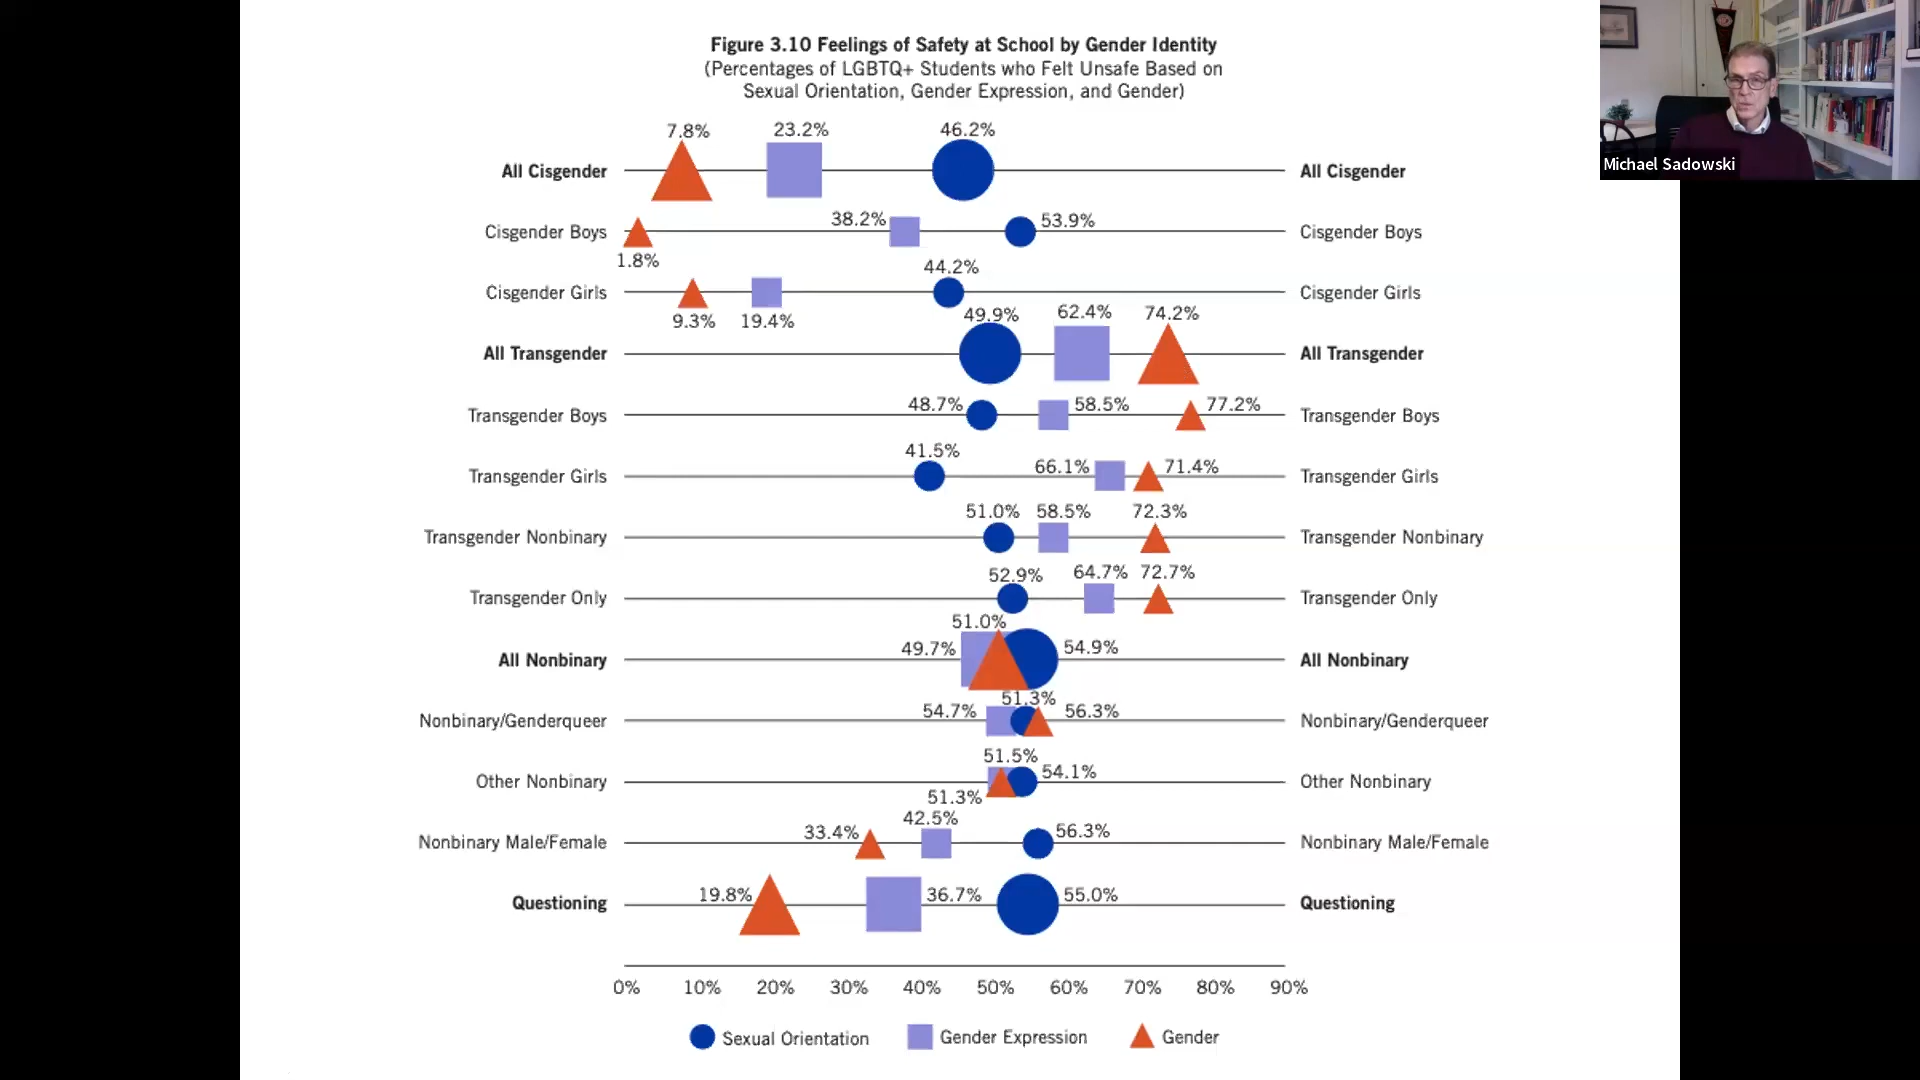 Figure 3.10 Feelings of Safety at School by Gender Identity
(Percentages of LGBTQ+ Students who Felt Unsafe Based on
Sexual Orientation, Gender Expression, and Gender)
Michael Sadowski
7.8% 23.2% 46.2%
All Cisgender All Cisgender
38.2% 53.9%
Cisgender Boys Cisgender Boys
1.8%
44.2%
Cisgender Girls Cisgender Girls
9.3% 19.4%
49.9% 62.4% 74.2%
All Transgender All Transgender
48.7% 58.5% 77.2%
Transgender Boys Transgender Boys
41.5%
66.1% 71.4%
Transgender Girls Transgender Girls
51.0% 58.5% 72.3%
Transgender Nonbinary Transgender Nonbinary
52.9% 64.7% 72.7%
Transgender Only Transgender Only
51.0%
49.7% 54.9%
All Nonbinary All Nonbinary
51.3%
54.7% 56.3%
Nonbinary/Genderqueer Nonbinary/Genderqueer
51.5%
54.1%
Other Nonbinary Other Nonbinary
51.3%
42.5%
33.4% 56.3%
Nonbinary Male/Female Nonbinary Male/Female
19.8% 36.7% 55.0%
Questioning Questioning
0% 10% 20% 30% 40% 50% 60% 70% 80% 90%
Sexual Orientation Gender Expression Gender